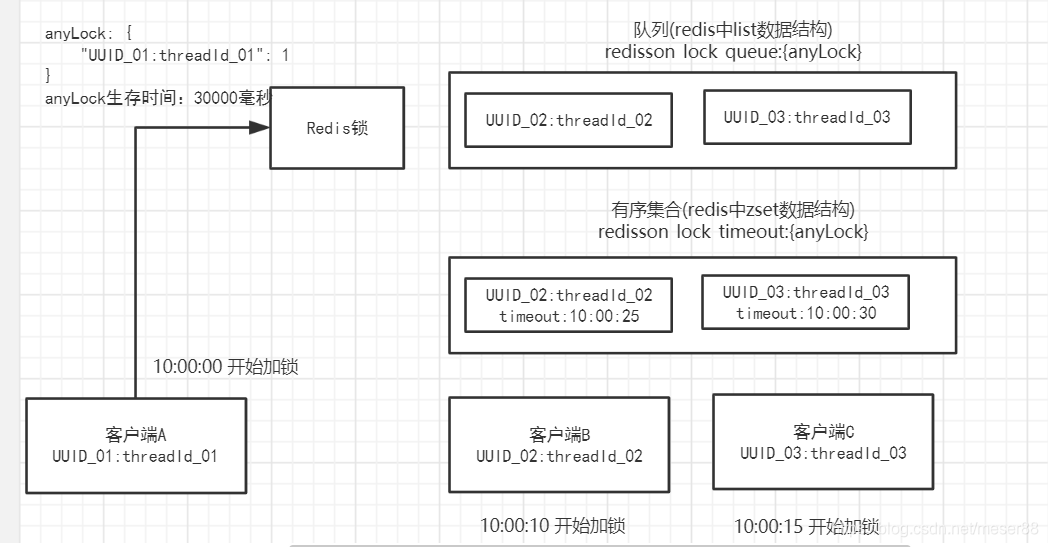 anyLock: {
"UUID_01:threadId_01": 1
}
anyLock生存时间：30000毫秒
Redis锁
队列(redis中list数据结构)
redisson lock queue:{anyLock}
UUID_02:threadId_02
UUID_03:threadId_03
有序集合(redis中zset数据结构)
redisson lock timeout:{anyLock}
UUID_02:threadId_02
timeout:10:00:25
UUID_03:threadId_03
timeout:10:00:30
10:00:00 开始加锁
客户端A
UUID_01:threadId_01
客户端B
UUID_02:threadId_02
客户端C
UUID_03:threadId_03
10:00:10 开始加锁
10:00:15 开始加锁
blog.csdn.net/meser88